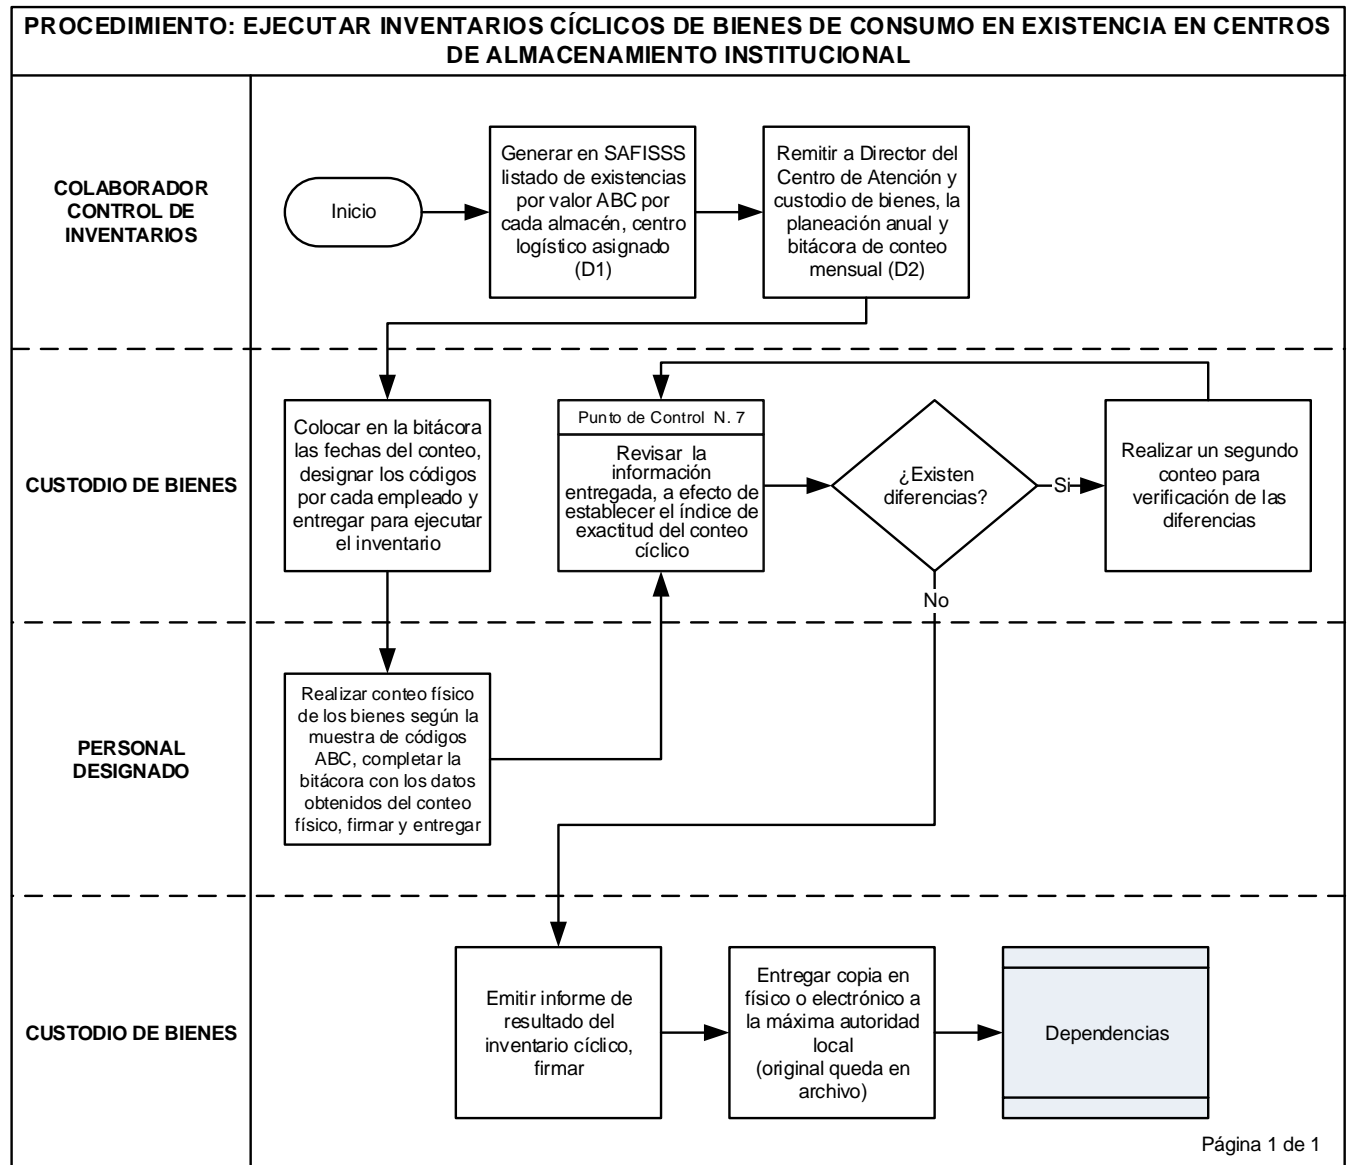 PROCEDIMIENTO: EJECUTAR INVENTARIOS CÍCLICOS DE BIENES DE CONSUMO EN EXISTENCIA EN CENTROS
DE ALMACENAMIENTO INSTITUCIONAL
COLABORADOR
CONTROL DE
INVENTARIOS
Inicio
Generar en SAFISSS
listado de existencias
por valor ABC por
cada almacén, centro
logístico asignado
(D1)
Remitir a Director del
Centro de Atención y
custodio de bienes, la
planeación anual y
bitácora de conteo
mensual (D2)
CUSTODIO DE BIENES
Colocar en la bitácora
las fechas del conteo,
designar los códigos
por cada empleado y
entregar para ejecutar
el inventario
Punto de Control N. 7
Revisar la
información
entregada, a efecto de
establecer el índice de
exactitud del conteo
cíclico
¿Existen
diferencias?
Si
No
Realizar un segundo
conteo para
verificación de las
diferencias
PERSONAL
DESIGNADO
Realizar conteo físico
de los bienes según la
muestra de códigos
ABC, completar la
bitácora con los datos
obtenidos del conteo
físico, firmar y entregar
CUSTODIO DE BIENES
Emitir informe de
resultado del
inventario cíclico,
firmar
Entregar copia en
físico o electrónico a
la máxima autoridad
local
(original queda en
archivo)
Dependencias
Página 1 de 1